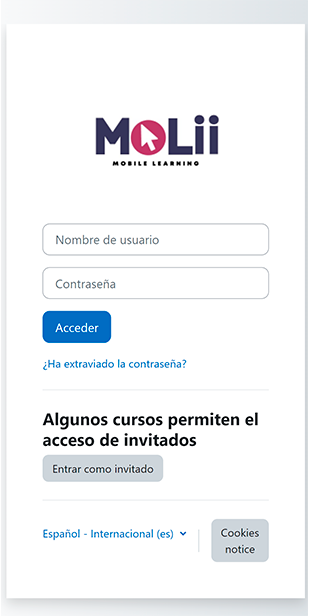 MOLii
MOBILE LEARNING
Nombre de usuario
Contraseña
Acceder
¿Ha extraviado la contraseña?
Algunos cursos permiten el
acceso de invitados
Entrar como invitado
Español - Internacional (es)
Cookies
notice